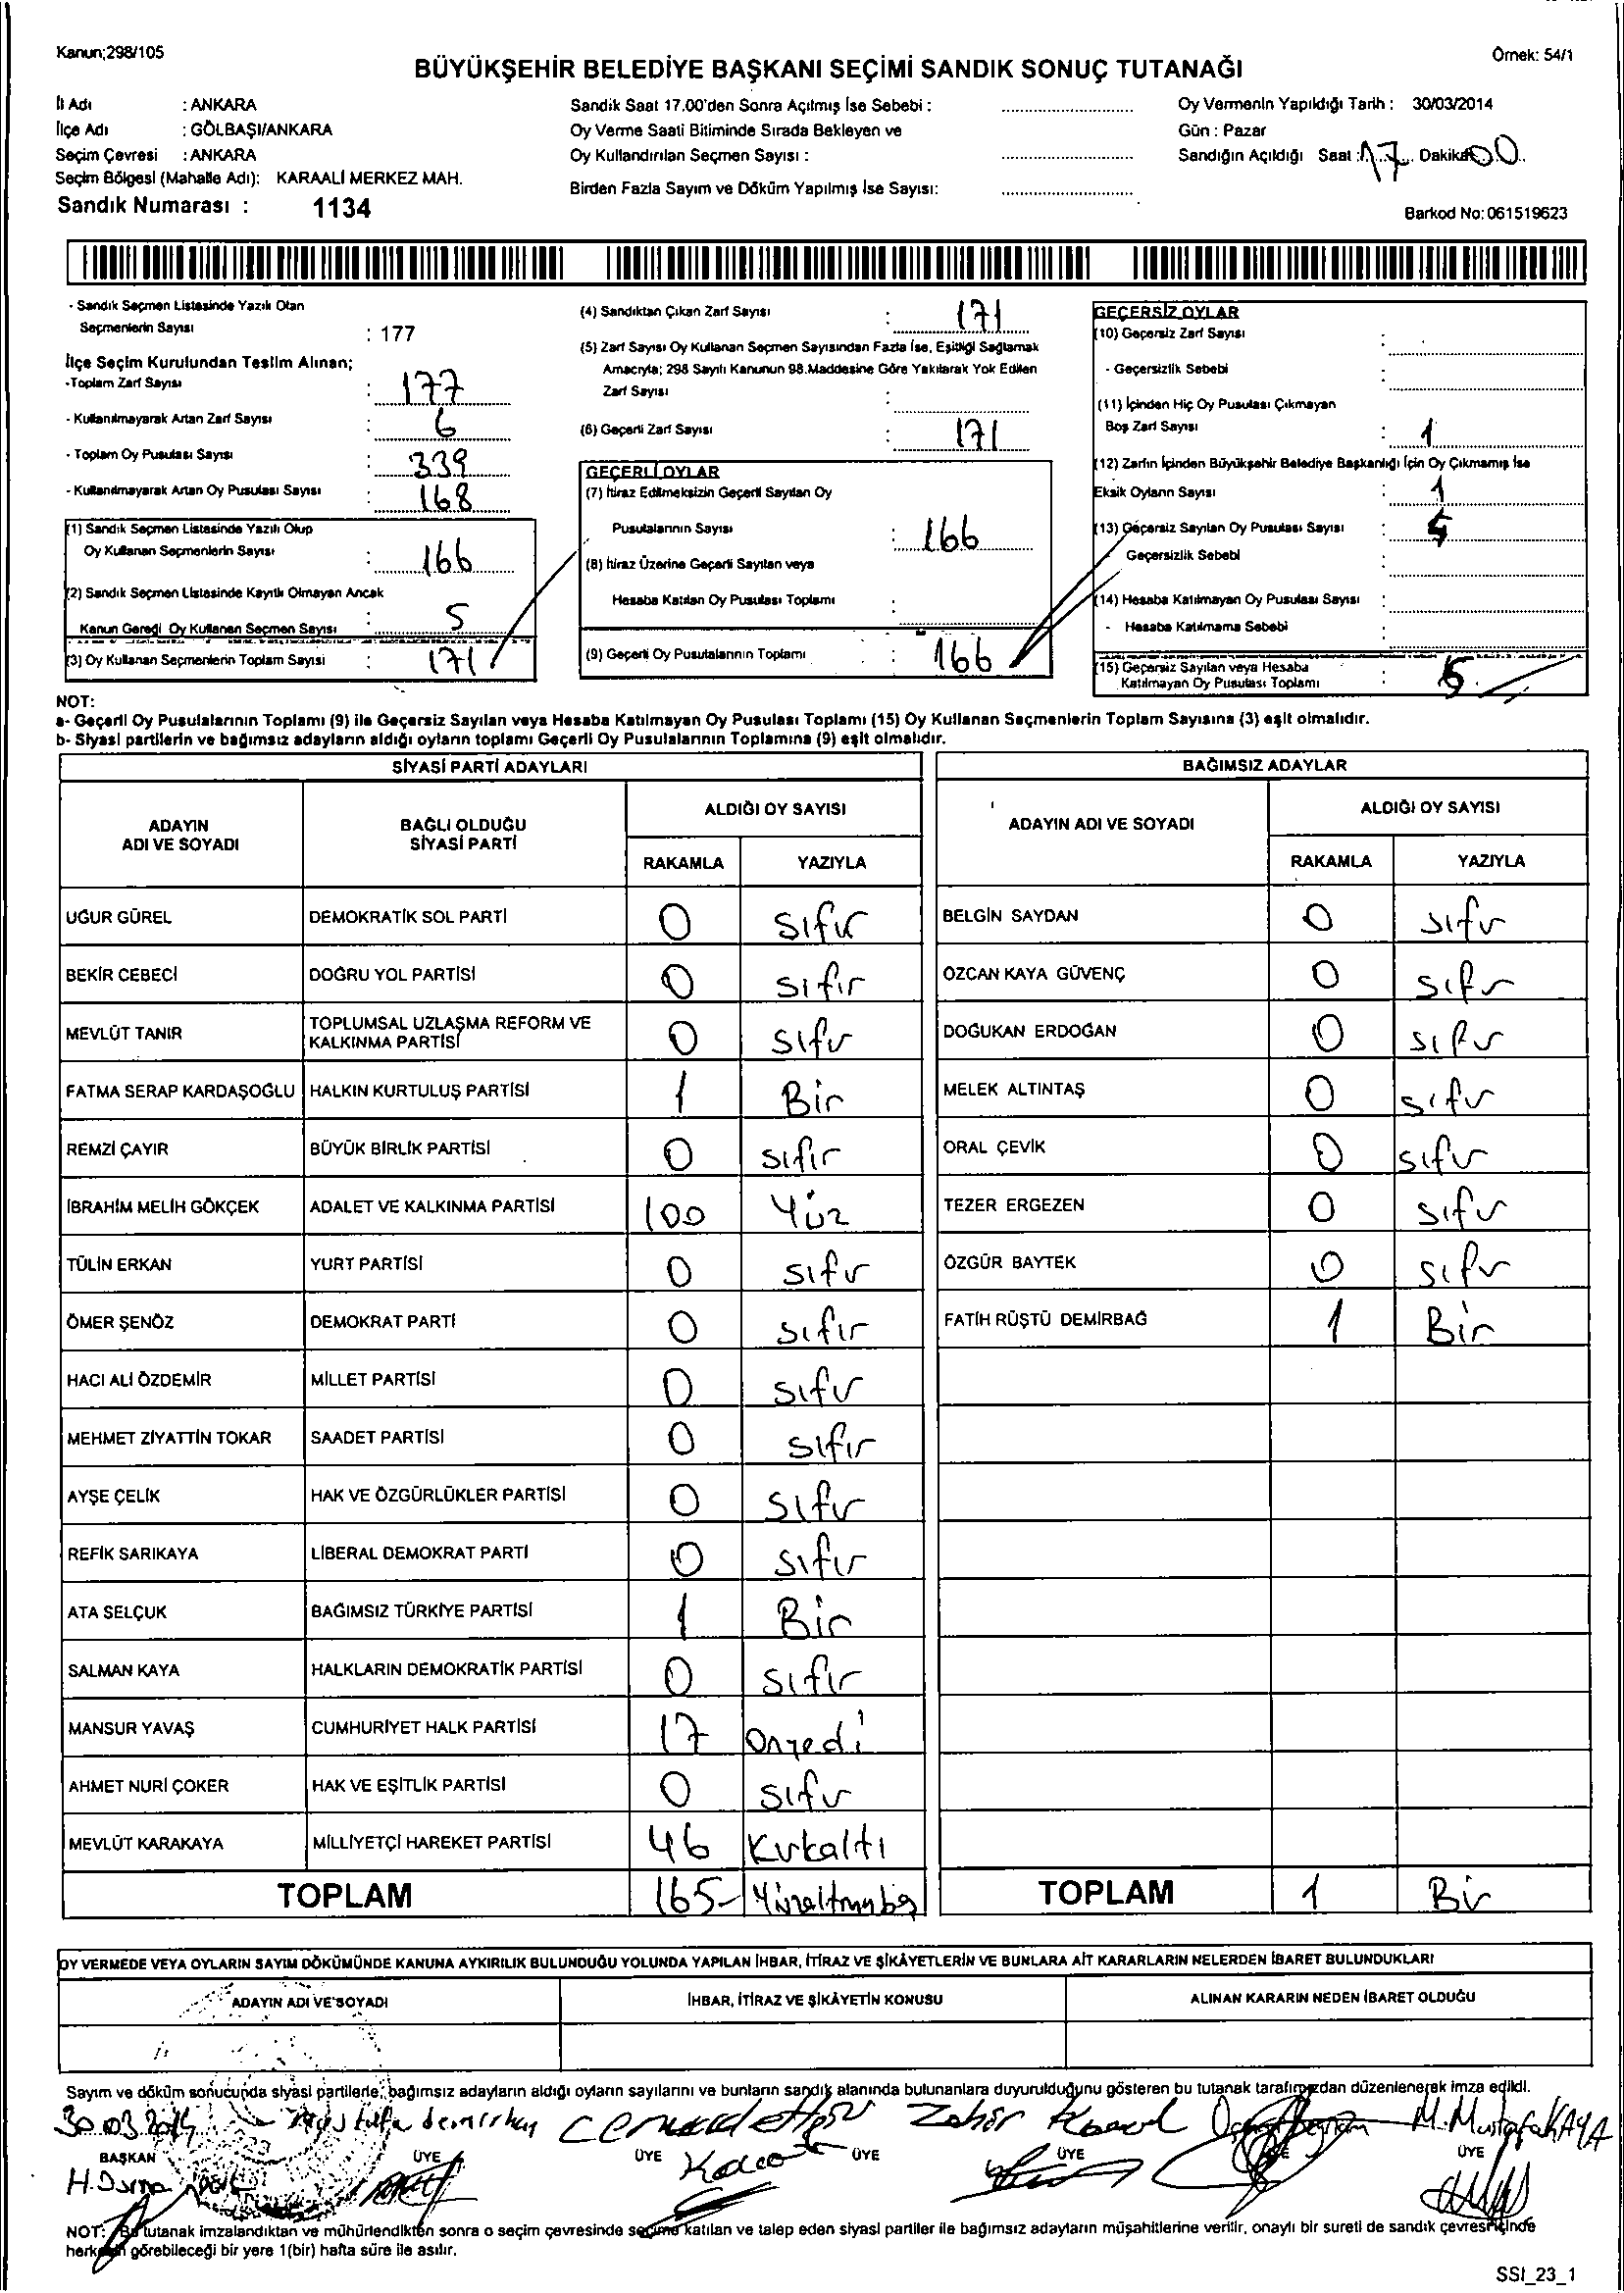 Kanun;298/105
Örnek: 54/1
BÜYÜKŞEHİR BELEDİYE BAŞKANI SEÇİMİ SANDIK SONUÇ TUTANAĞI
İl Adı : ANKARA
İlçe Adı : GÖLBAŞI/ANKARA
Seçim Çevresi : ANKARA
Seçim Bölgesi (Mahalle Adı): KARAALİ MERKEZ MAH.
Sandık Numarası : 1134
Sandık Saat 17.00'den Sonra Açılmış İse Sebebi :
Oy Verme Saati Bitiminde Sırada Bekleyen ve
Oy Kullandırılan Seçmen Sayısı :
Birden Fazla Sayım ve Döküm Yapılmış İse Sayısı:
Oy Vermenin Yapıldığı Tarih : 30/03/2014
Gün : Pazar
Sandığın Açıldığı Saat : 17 Dakika 00
Barkod No: 061519623
- Sandık Seçmen Listesinde Yazılı Olan
Seçmenlerin Sayısı : 177
İlçe Seçim Kurulundan Teslim Alınan;
-Toplam Zarf Sayısı : 177
- Kullanılmayarak Artan Zarf Sayısı : 6
- Toplam Oy Pusulası Sayısı : 339
- Kullanılmayarak Artan Oy Pusulası Sayısı : 168
(1) Sandık Seçmen Listesinde Yazılı Olup
Oy Kullanan Seçmenlerin Sayısı : 166
(2) Sandık Seçmen Listesinde Kayıtlı Olmayan Ancak
Kanun Gereği Oy Kullanan Seçmen Sayısı : 5
(3) Oy Kullanan Seçmenlerin Toplam Sayısı : 171
(4) Sandıktan Çıkan Zarf Sayısı : 171
(5) Zarf Sayısı Oy Kullanan Seçmen Sayısından Fazla İse, Eşitliği Sağlamak
Amacıyla; 298 Sayılı Kanunun 98.Maddesine Göre Yakılarak Yok Edilen
Zarf Sayısı :
(6) Geçerli Zarf Sayısı : 171
GEÇERLİ OYLAR
(7) İtiraz Edilmeksizin Geçerli Sayılan Oy
Pusulalarının Sayısı : 166
(8) İtiraz Üzerine Geçerli Sayılan veya
Hesaba Katılan Oy Pusulası Toplamı :
(9) Geçerli Oy Pusulalarının Toplamı : 166
GEÇERSİZ OYLAR
(10) Geçersiz Zarf Sayısı :
- Geçersizlik Sebebi :
(11) İçinden Hiç Oy Pusulası Çıkmayan
Boş Zarf Sayısı : 1
(12) Zarfın İçinden Büyükşehir Belediye Başkanlığı İçin Oy Çıkmamış İse
Eksik Oyların Sayısı : 1
(13) Geçersiz Sayılan Oy Pusulası Sayısı :
Geçersizlik Sebebi :
(14) Hesaba Katılmayan Oy Pusulası Sayısı :
- Hesaba Katılmama Sebebi :
(15) Geçersiz Sayılan veya Hesaba
Katılmayan Oy Pusulası Toplamı : 5
NOT:
a- Geçerli Oy Pusulalarının Toplamı (9) ile Geçersiz Sayılan veya Hesaba Katılmayan Oy Pusulası Toplamı (15) Oy Kullanan Seçmenlerin Toplam Sayısına (3) eşit olmalıdır.
b- Siyasi partilerin ve bağımsız adayların aldığı oyların toplamı Geçerli Oy Pusulalarının Toplamına (9) eşit olmalıdır.
SİYASİ PARTİ ADAYLARI
ADAYIN ADI VE SOYADI
BAĞLI OLDUĞU SİYASİ PARTİ
ALDIĞI OY SAYISI
RAKAMLA YAZIYLA
UĞUR GÜREL DEMOKRATİK SOL PARTİ 0 sıfır
BEKİR CEBECİ DOĞRU YOL PARTİSİ 0 sıfır
MEVLÜT TANIR TOPLUMSAL UZLAŞMA REFORM VE KALKINMA PARTİSİ 0 sıfır
FATMA SERAP KARDAŞOĞLU HALKIN KURTULUŞ PARTİSİ 1 Bir
REMZİ ÇAYIR BÜYÜK BİRLİK PARTİSİ 0 sıfır
İBRAHİM MELİH GÖKÇEK ADALET VE KALKINMA PARTİSİ 100 Yüz
TÜLİN ERKAN YURT PARTİSİ 0 sıfır
ÖMER ŞENÖZ DEMOKRAT PARTİ 0 sıfır
HACI ALİ ÖZDEMİR MİLLET PARTİSİ 0 sıfır
MEHMET ZİYATTİN TOKAR SAADET PARTİSİ 0 sıfır
AYŞE ÇELİK HAK VE ÖZGÜRLÜKLER PARTİSİ 0 sıfır
REFİK SARIKAYA LİBERAL DEMOKRAT PARTİ 0 sıfır
ATA SELÇUK BAĞIMSIZ TÜRKİYE PARTİSİ 1 Bir
SALMAN KAYA HALKLARIN DEMOKRATİK PARTİSİ 0 sıfır
MANSUR YAVAŞ CUMHURİYET HALK PARTİSİ 17 Onyedi
AHMET NURİ ÇOKER HAK VE EŞİTLİK PARTİSİ 0 sıfır
MEVLÜT KARAKAYA MİLLİYETÇİ HAREKET PARTİSİ 46 Kırkaltı
TOPLAM 165 Yüzaltmışbeş
BAĞIMSIZ ADAYLAR
ADAYIN ADI VE SOYADI
ALDIĞI OY SAYISI
RAKAMLA YAZIYLA
BELGİN SAYDAN 0 sıfır
ÖZCAN KAYA GÜVENÇ 0 sıfır
DOĞUKAN ERDOĞAN 0 sıfır
MELEK ALTINTAŞ 0 sıfır
ORAL ÇEVİK 0 sıfır
TEZER ERGEZEN 0 sıfır
ÖZGÜR BAYTEK 0 sıfır
FATİH RÜŞTÜ DEMİRBAĞ 1 Bir
TOPLAM 1 Bir
OY VERMEDE VEYA OYLARIN SAYIM DÖKÜMÜNDE KANUNA AYKIRILIK BULUNDUĞU YOLUNDA YAPILAN İHBAR, İTİRAZ VE ŞİKÂYETLERİN VE BUNLARA AİT KARARLARIN NELERDEN İBARET BULUNDUKLARI
ADAYIN ADI VE SOYADI İHBAR, İTİRAZ VE ŞİKÂYETİN KONUSU ALINAN KARARIN NEDEN İBARET OLDUĞU
Sayım ve döküm sonucunda siyasi partilerle, bağımsız adayların aldığı oyların sayılarını ve bunların sandık alanında bulunanlara duyurulduğunu gösteren bu tutanak tarafımızdan düzenlenerek imza edildi.
30.03.2014 M.Mustafa KAYA
BAŞKAN ÜYE ÜYE ÜYE ÜYE ÜYE
NOT: Bu tutanak imzalandıktan ve mühürlendikten sonra o seçim çevresinde seçime katılan ve talep eden siyasi partiler ile bağımsız adayların müşahitlerine verilir, onaylı bir sureti de sandık çevresi içinde
herkesin görebileceği bir yere 1(bir) hafta süre ile asılır.
SSI_23_1